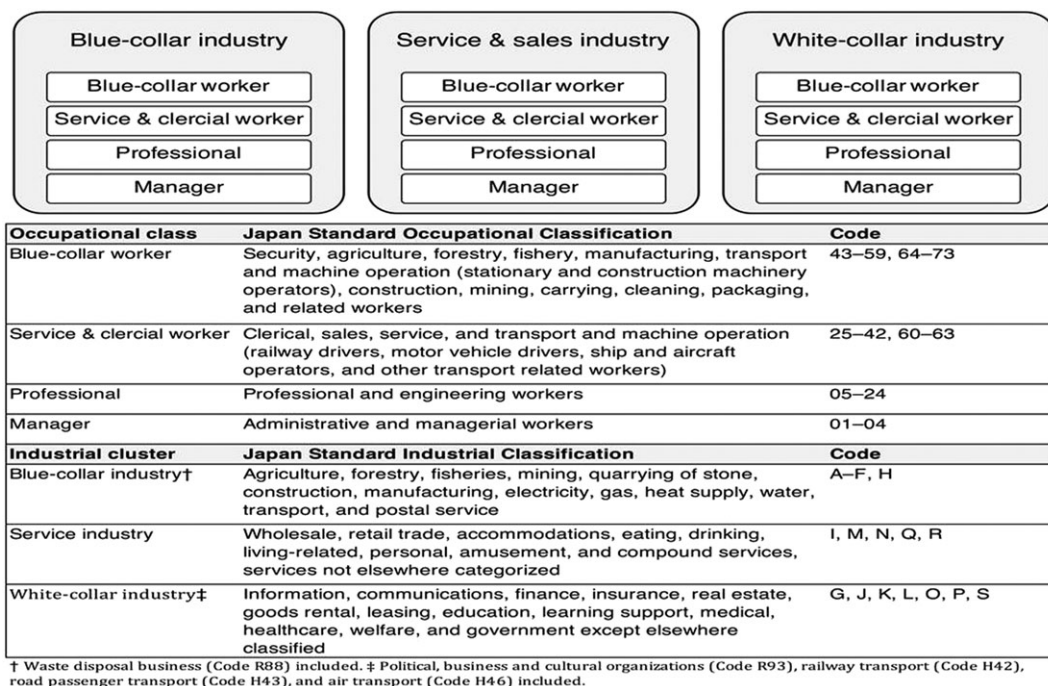 Blue-collar industry
Blue-collar worker
Service & clercial worker
Professional
Manager
Service & sales industry
Blue-collar worker
Service & clercial worker
Professional
Manager
White-collar industry
Blue-collar worker
Service & clercial worker
Professional
Manager
Occupational class Japan Standard Occupational Classification Code
Blue-collar worker Security, agriculture, forestry, fishery, manufacturing, transport 43–59, 64–73
and machine operation (stationary and construction machinery
operators), construction, mining, carrying, cleaning, packaging,
and related workers
Service & clercial worker Clerical, sales, service, and transport and machine operation 25–42, 60–63
(railway drivers, motor vehicle drivers, ship and aircraft
operators, and other transport related workers)
Professional Professional and engineering workers 05–24
Manager Administrative and managerial workers 01–04
Industrial cluster Japan Standard Industrial Classification Code
Blue-collar industry† Agriculture, forestry, fisheries, mining, quarrying of stone, A–F, H
construction, manufacturing, electricity, gas, heat supply, water,
transport, and postal service
Service industry Wholesale, retail trade, accommodations, eating, drinking, I, M, N, Q, R
living-related, personal, amusement, and compound services,
services not elsewhere categorized
White-collar industry‡ Information, communications, finance, insurance, real estate, G, J, K, L, O, P, S
goods rental, leasing, education, learning support, medical,
healthcare, welfare, and government except elsewhere
classified
† Waste disposal business (Code R88) included. ‡ Political, business and cultural organizations (Code R93), railway transport (Code H42),
road passenger transport (Code H43), and air transport (Code H46) included.